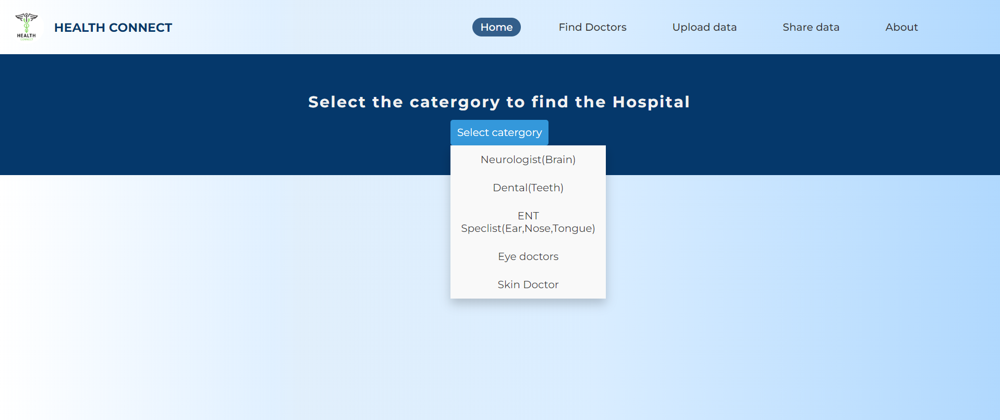 HEALTH
CONNECT
HEALTH CONNECT
Home
Find Doctors
Upload data
Share data
About
Select the catergory to find the Hospital
Select catergory
Neurologist(Brain)
Dental(Teeth)
ENT
Speclist(Ear,Nose,Tongue)
Eye doctors
Skin Doctor